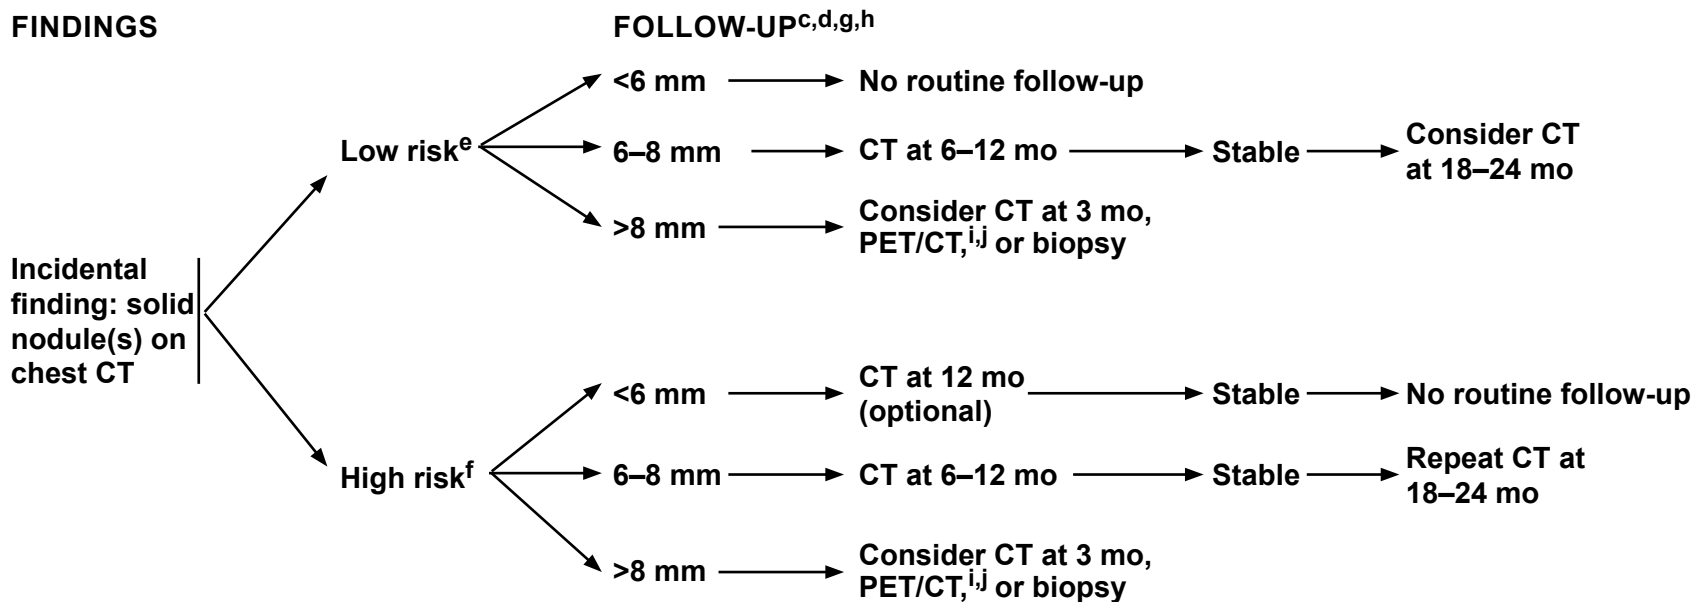 FINDINGS
FOLLOW-UPc,d,g,h
<6 mm
No routine follow-up
Low riske
6–8 mm
CT at 6–12 mo
Stable
Consider CT
at 18–24 mo
>8 mm
Consider CT at 3 mo,
PET/CT,i,j or biopsy
Incidental
finding: solid
nodule(s) on
chest CT
<6 mm
CT at 12 mo
(optional)
Stable
No routine follow-up
High riskf
6–8 mm
CT at 6–12 mo
Stable
Repeat CT at
18–24 mo
>8 mm
Consider CT at 3 mo,
PET/CT,i,j or biopsy